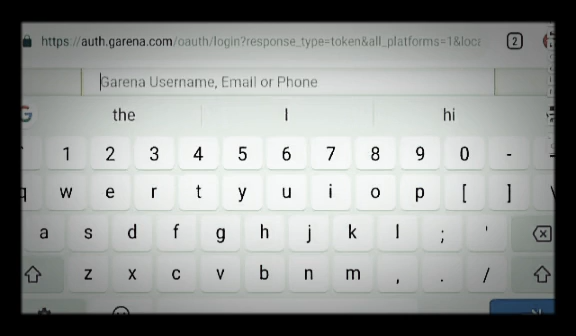 https://auth.garena.com/oauth/login?response_type=token&all_platforms=1&loca
2
Garena Username, Email or Phone
the I hi
1 2 3 4 5 6 7 8 9 0 -
q w e r t y u i o p [ ] \
a s d f g h j k l ; '
z x c v b n m , . /